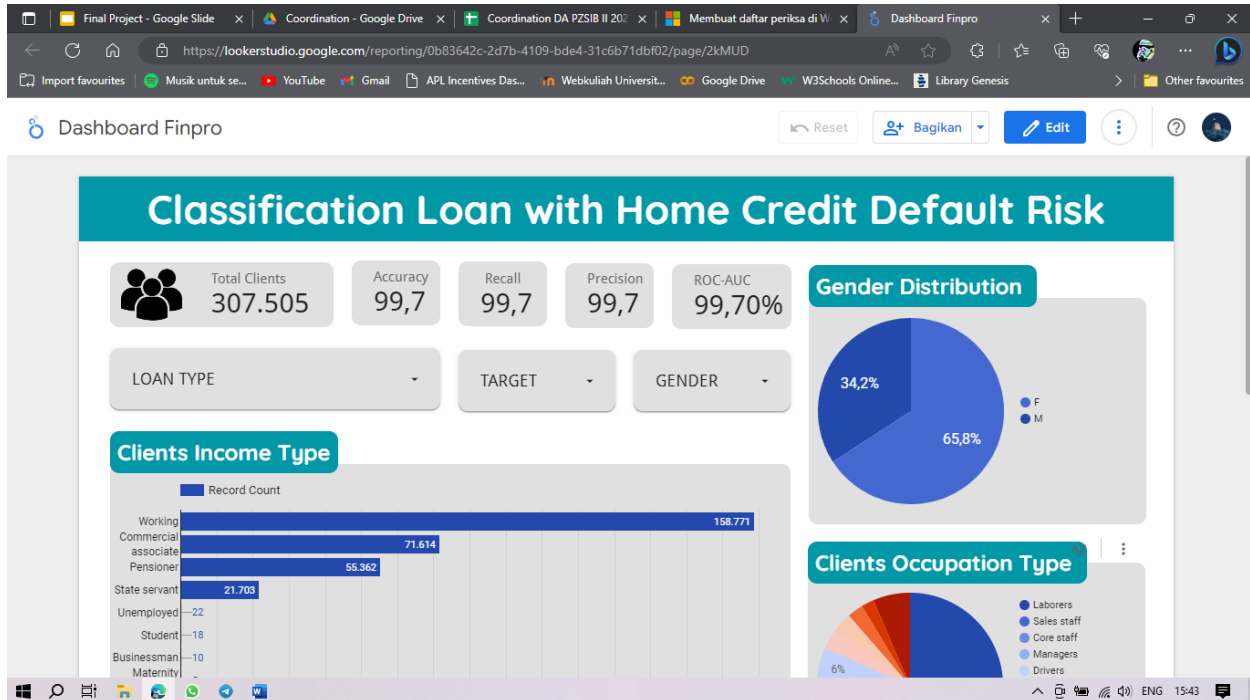 Final Project - Google Slide
Coordination - Google Drive
Coordination DA PZSIB II 202
Membuat daftar periksa di W
Dashboard Finpro
https://lookerstudio.google.com/reporting/0b83642c-2d7b-4109-bde4-31c6b71dbf02/page/2kMUD
Import favourites
Musik untuk se...
YouTube
Gmail
APL Incentives Das...
Webkuliah Universit...
Google Drive
W3Schools Online...
Library Genesis
Other favourites
Dashboard Finpro
Reset
Bagikan
Edit
Classification Loan with Home Credit Default Risk
Total Clients
307.505
Accuracy
99,7
Recall
99,7
Precision
99,7
ROC-AUC
99,70%
LOAN TYPE
TARGET
GENDER
Gender Distribution
34,2%
65,8%
F
M
Clients Income Type
Record Count
Working
158.771
Commercial
associate
71.614
Pensioner
55.362
State servant
21.703
Unemployed
22
Student
18
Businessman
10
Maternity
Clients Occupation Type
6%
Laborers
Sales staff
Core staff
Managers
Drivers
ENG
15:43